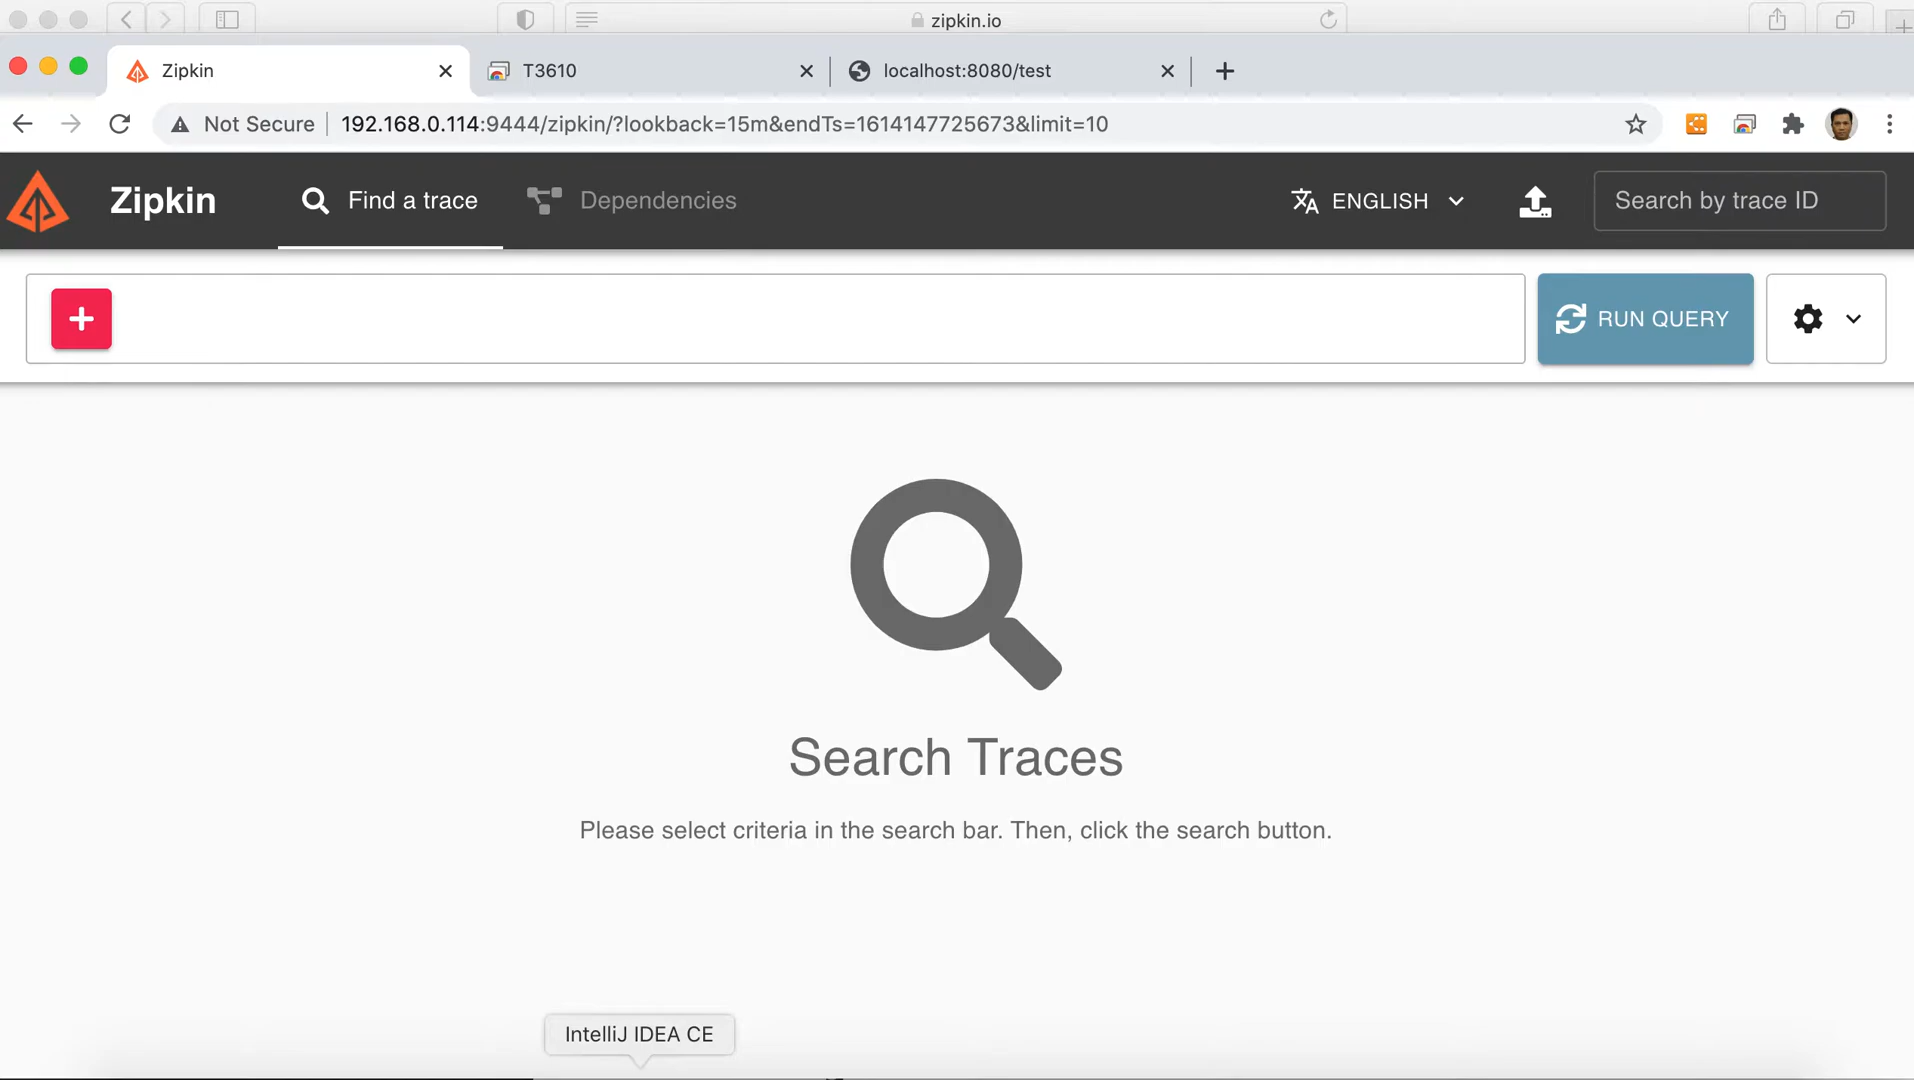 zipkin.io
Zipkin
T3610
localhost:8080/test
Not Secure
192.168.0.114:9444/zipkin/?lookback=15m&endTs=1614147725673&limit=10
Zipkin
Find a trace
Dependencies
ENGLISH
Search by trace ID
RUN QUERY
Search Traces
Please select criteria in the search bar. Then, click the search button.
IntelliJ IDEA CE